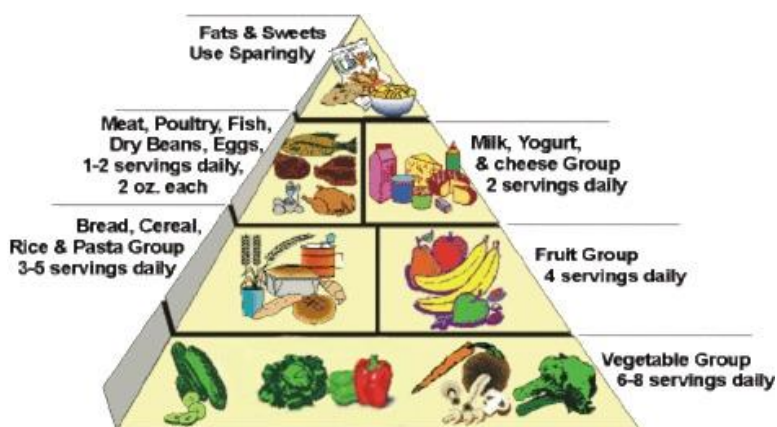 Fats & Sweets
Use Sparingly
Meat, Poultry, Fish,
Dry Beans, Eggs,
1-2 servings daily,
2 oz. each
Milk, Yogurt,
& cheese Group
2 servings daily
Bread, Cereal,
Rice & Pasta Group
3-5 servings daily
Fruit Group
4 servings daily
Vegetable Group
6-8 servings daily